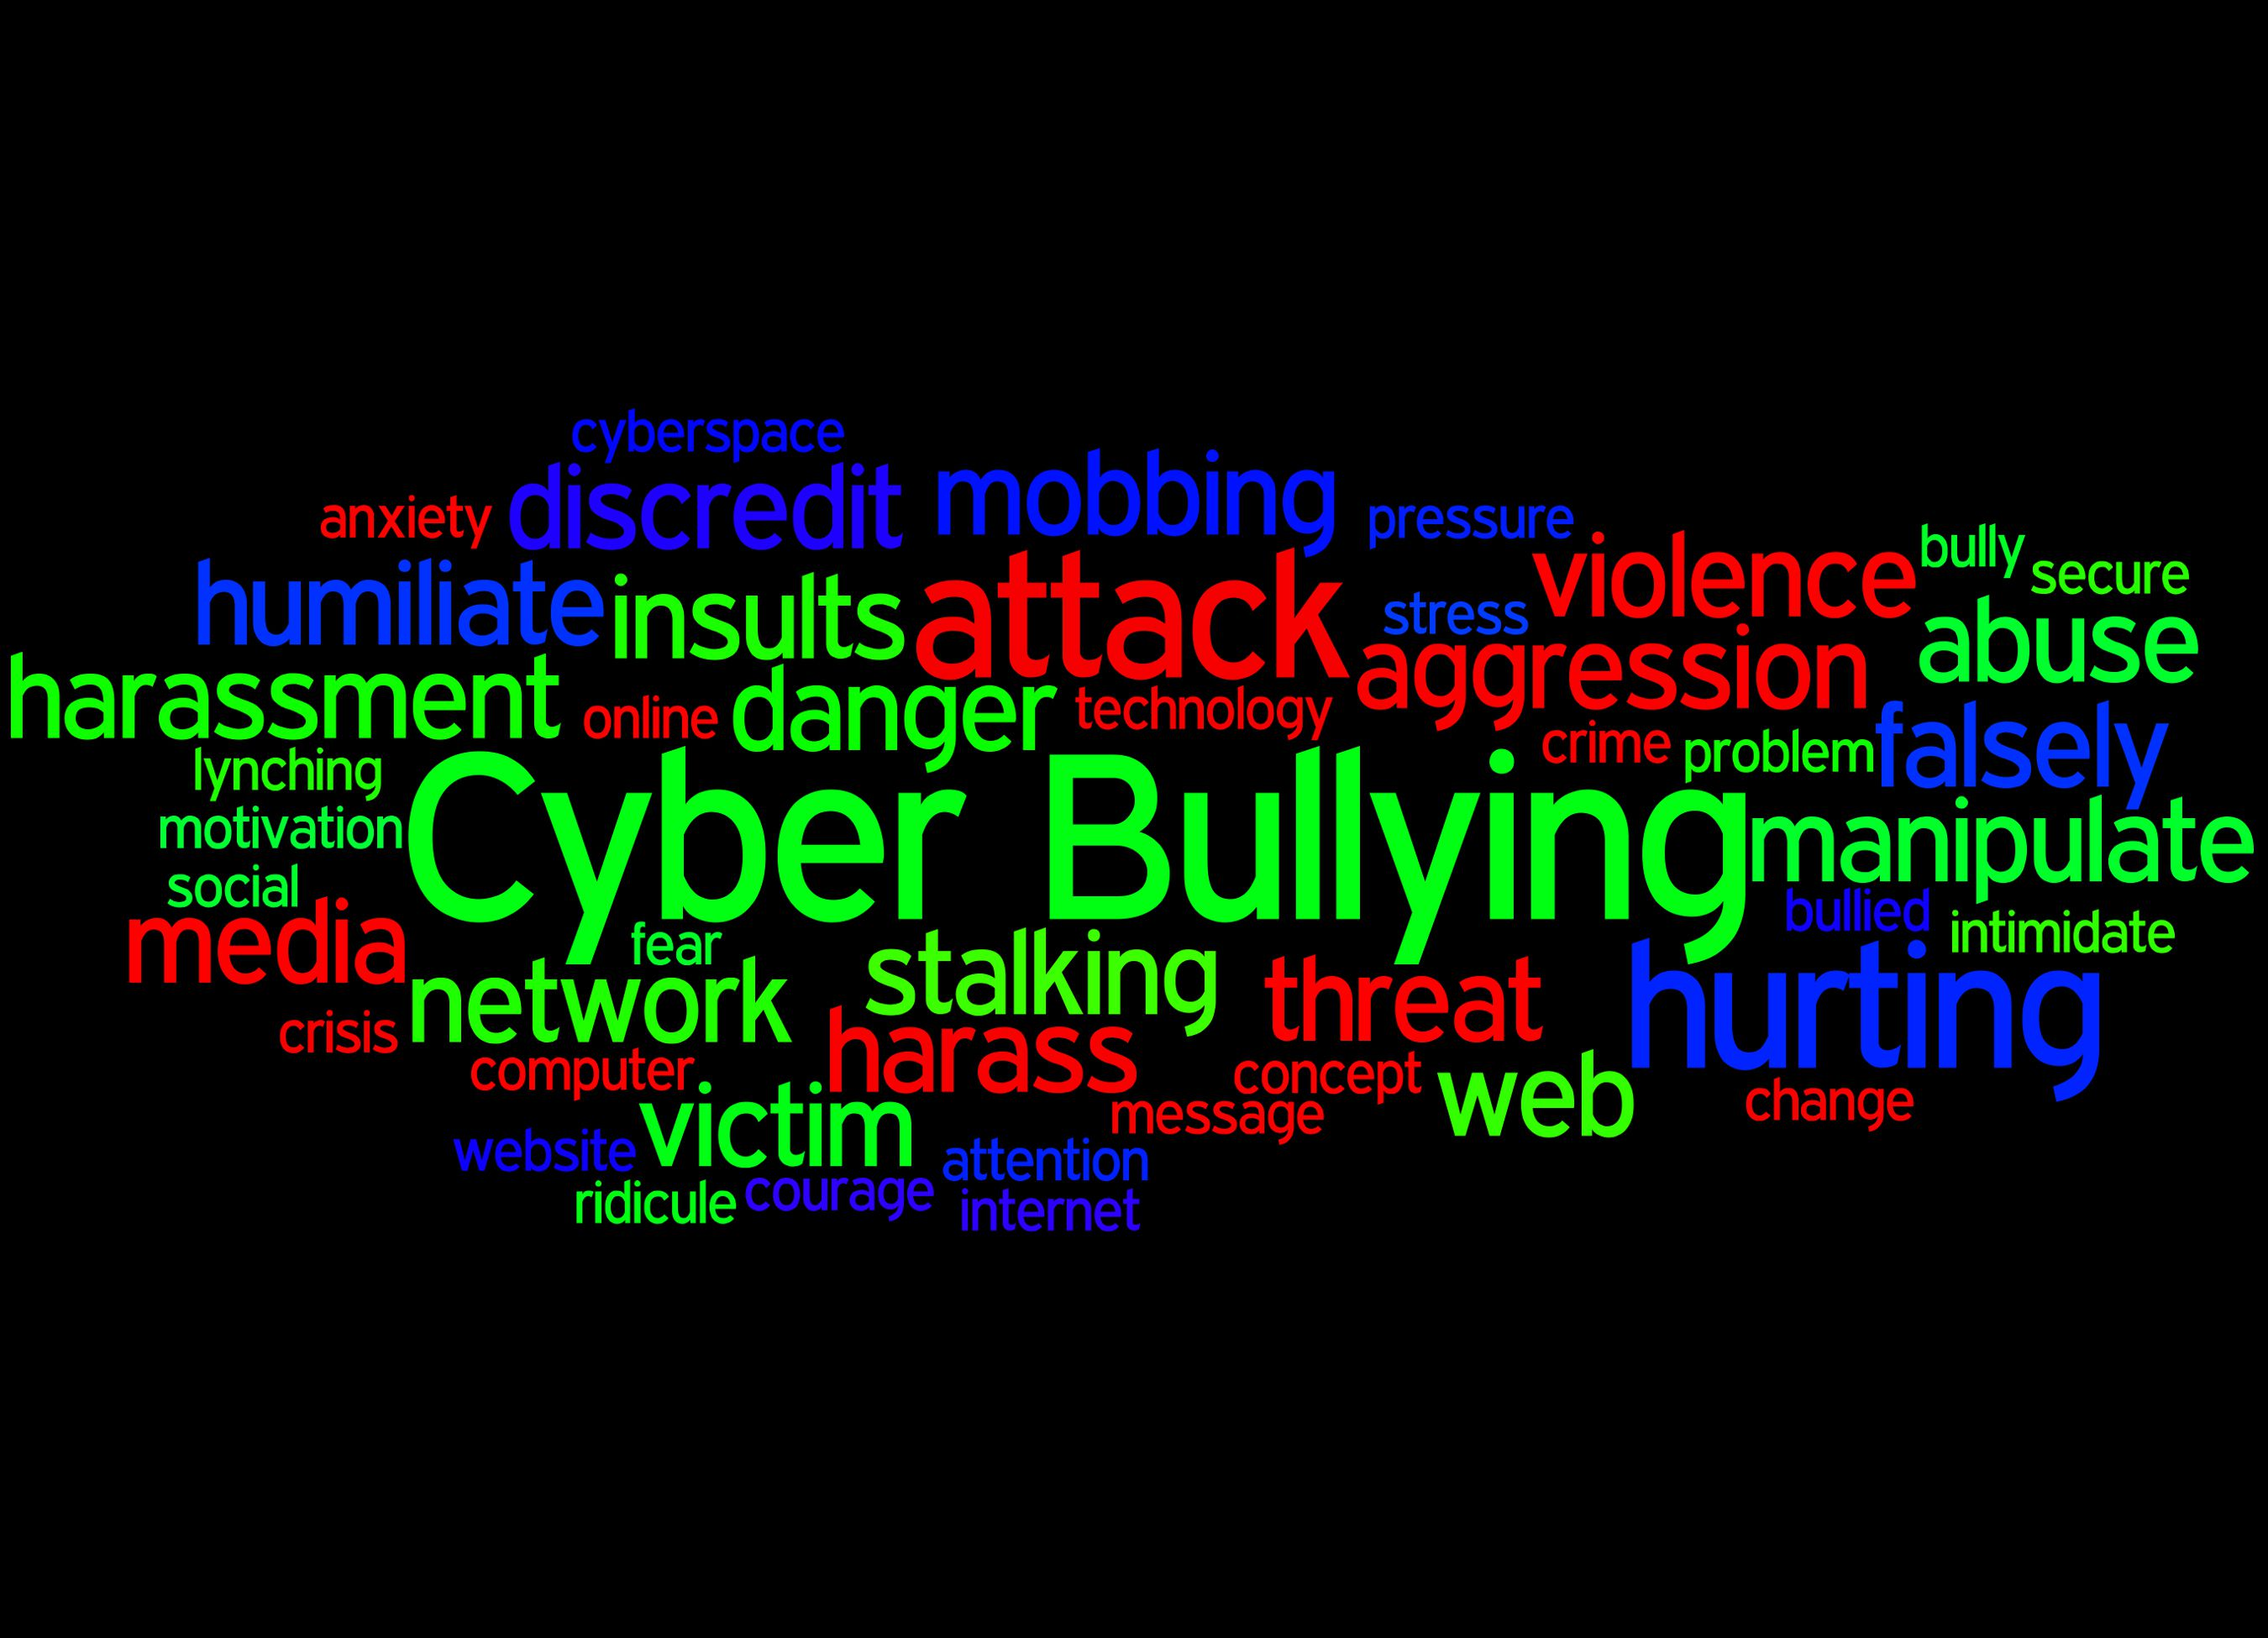 cyberspace
discredit
mobbing
anxiety
pressure
violence
bully
secure
humiliate
insults
attack
stress
abuse
harassment
online
danger
technology
aggression
crime
problem
falsely
lynching
Cyber Bullying
motivation
manipulate
social
media
fear
stalking
bullied
intimidate
network
threat
hurting
crisis
computer
harass
concept
web
change
message
victim
website
attention
ridicule
courage
internet